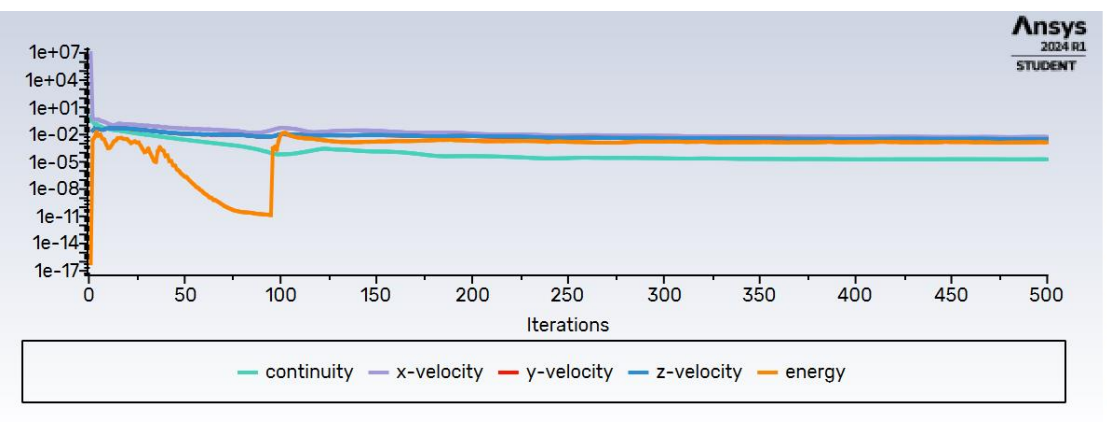 Ansys
2024 R1
STUDENT
1e+07
1e+04
1e+01
1e-02
1e-05
1e-08
1e-11
1e-14
1e-17
0 50 100 150 200 250 300 350 400 450 500
Iterations
continuity x-velocity y-velocity z-velocity energy